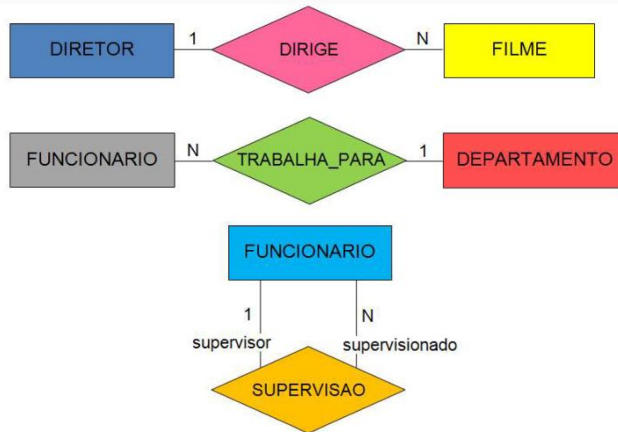 DIRETOR 1 DIRIGE N FILME
FUNCIONARIO N TRABALHA_PARA 1 DEPARTAMENTO
FUNCIONARIO
1 N
supervisor supervisionado
SUPERVISAO